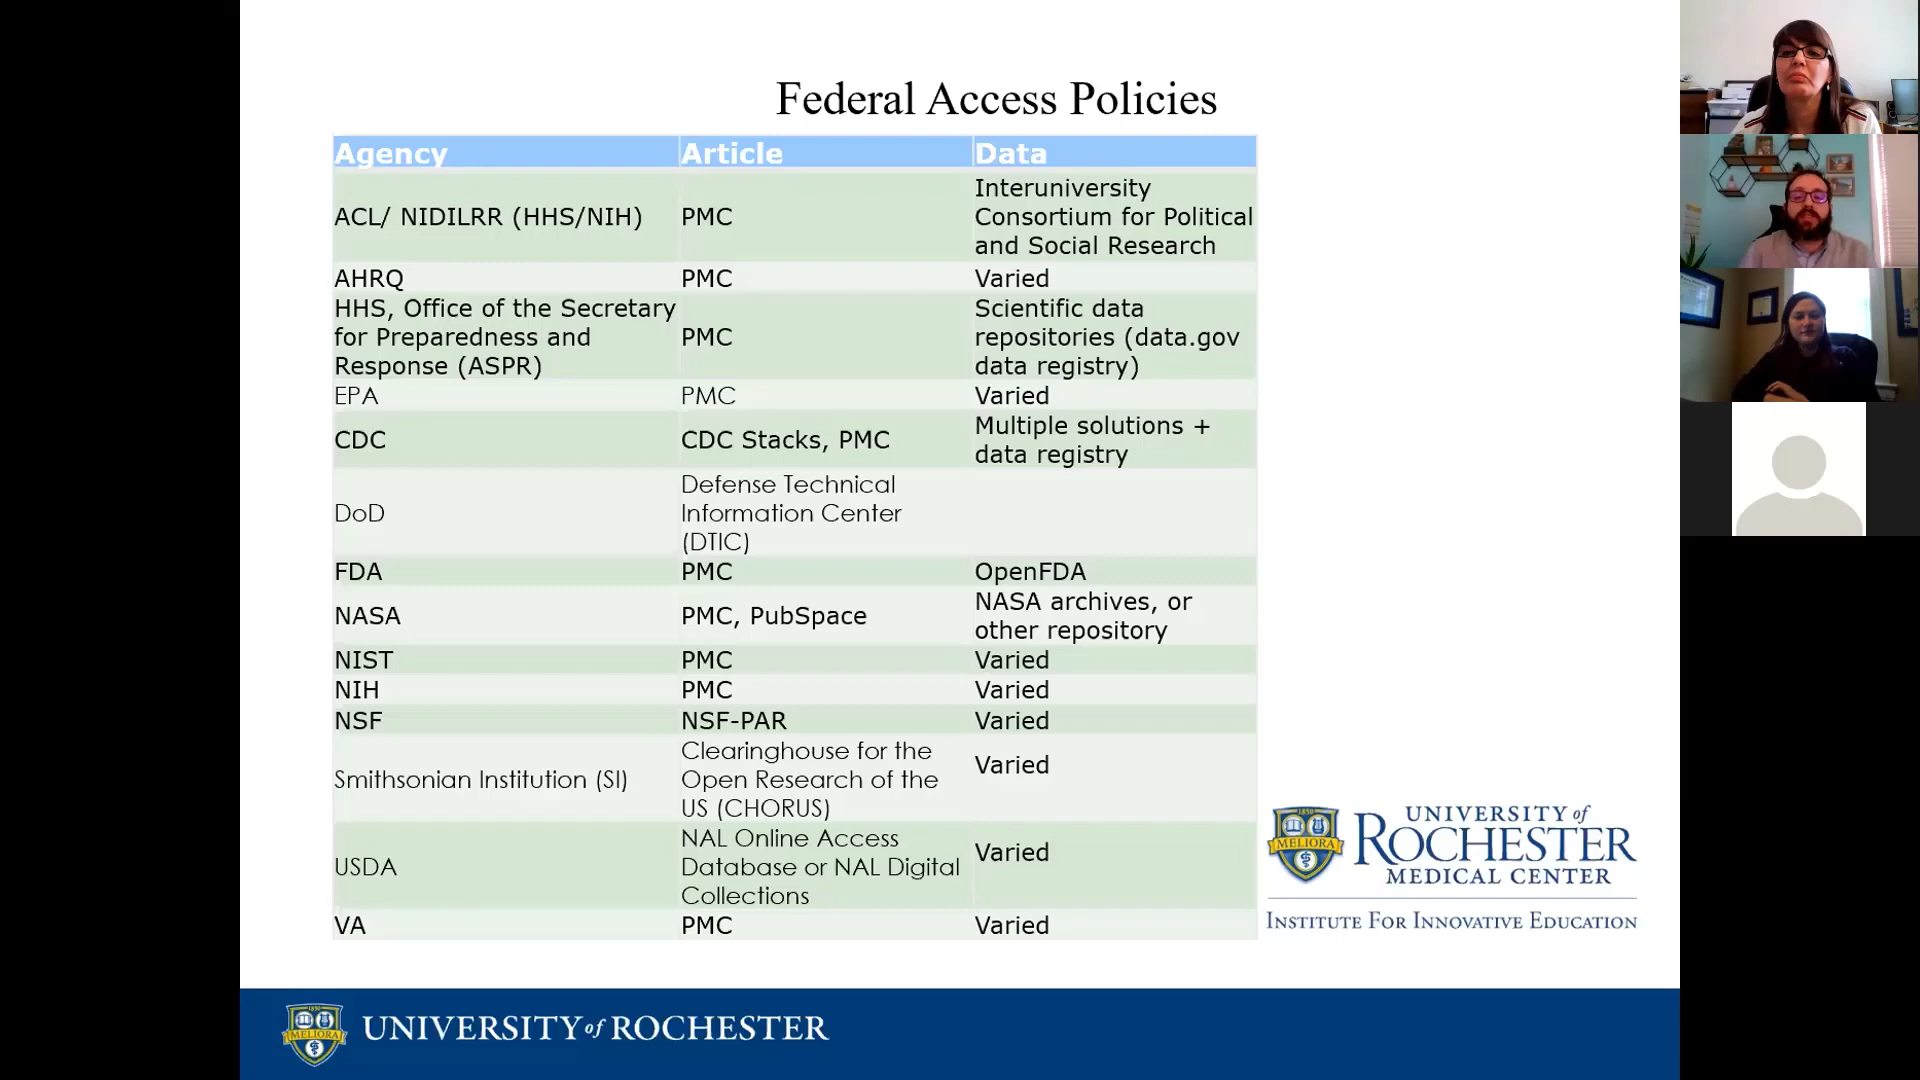 Federal Access Policies
Agency Article Data
ACL/ NIDILRR (HHS/NIH) PMC Interuniversity
Consortium for Political
and Social Research
AHRQ PMC Varied
HHS, Office of the Secretary
for Preparedness and
Response (ASPR) PMC Scientific data
repositories (data.gov
data registry)
EPA PMC Varied
CDC CDC Stacks, PMC Multiple solutions +
data registry
DoD Defense Technical
Information Center
(DTIC)
FDA PMC OpenFDA
NASA PMC, PubSpace NASA archives, or
other repository
NIST PMC Varied
NIH PMC Varied
NSF NSF-PAR Varied
Smithsonian Institution (SI) Clearinghouse for the
Open Research of the
US (CHORUS) Varied
USDA NAL Online Access
Database or NAL Digital
Collections Varied
VA PMC Varied
1850
MELIORA
UNIVERSITY of
ROCHESTER
MEDICAL CENTER
INSTITUTE FOR INNOVATIVE EDUCATION
1850
MELIORA
UNIVERSITY of ROCHESTER